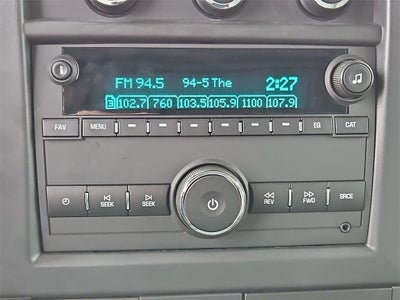 FM 94.5 94-5 The 2:27
102.7 760 103.5 105.9 1100 107.9
FAV MENU EQ CAT
SEEK SEEK REV FWD SRCE